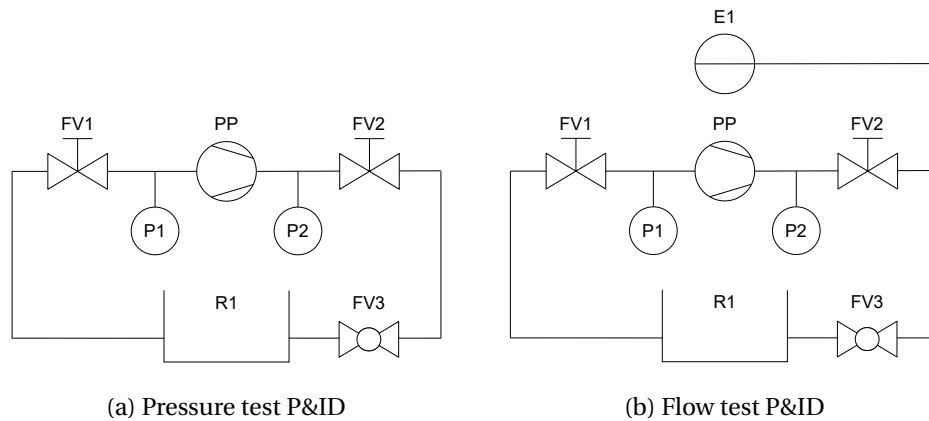 E1
FV1 PP FV2
P1 P2
R1 FV3
FV1 PP FV2
P1 P2
R1 FV3
(a) Pressure test P&ID
(b) Flow test P&ID